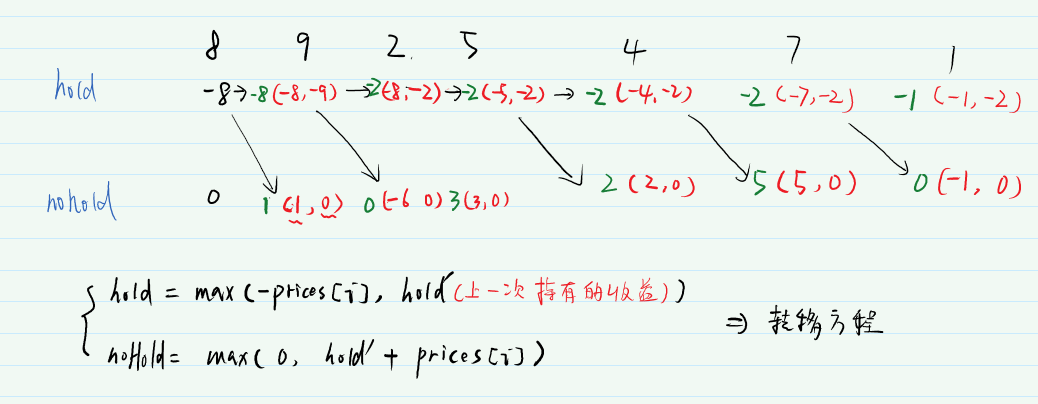 8 9 2. 5 4 7 1
hold -8 → -8(-8,-9) → -2(-8,-2) → -2(-5,-2) → -2(-4,-2) -2(-7,-2) -1(-1,-2)
nohold 0 1(1,0) 0(-6 0) 3(3,0) 2(2,0) 5(5,0) 0(-1,0)
hold = max(-prices[i], hold'(上一次持有的收益))
⇒ 转移方程
noHold = max(0, hold' + prices[i])